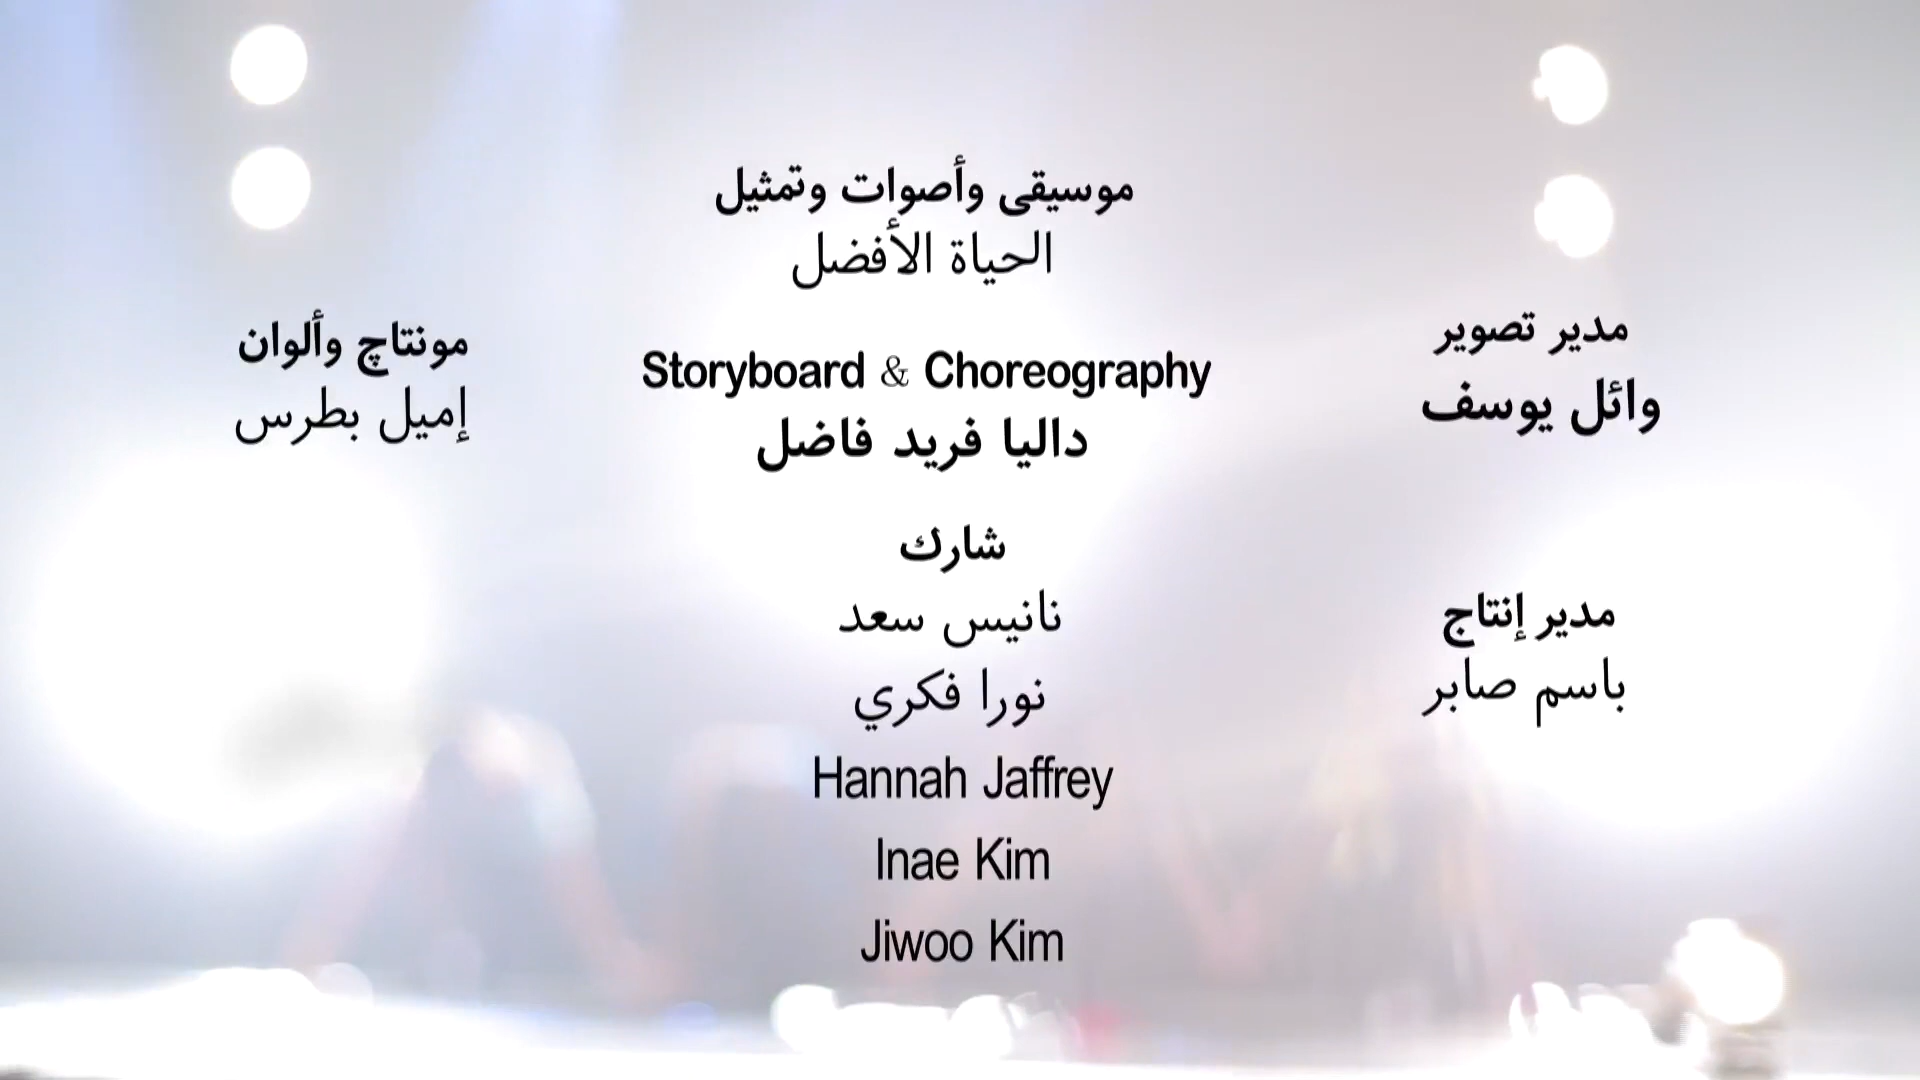 موسيقى وأصوات وتمثيل
الحياة الأفضل
Storyboard & Choreography
داليا فريد فاضل
شارك
نانيس سعد
نورا فكري
Hannah Jaffrey
Inae Kim
Jiwoo Kim
مدير تصوير
وائل يوسف
مدير إنتاج
باسم صابر
مونتاچ وألوان
إميل بطرس